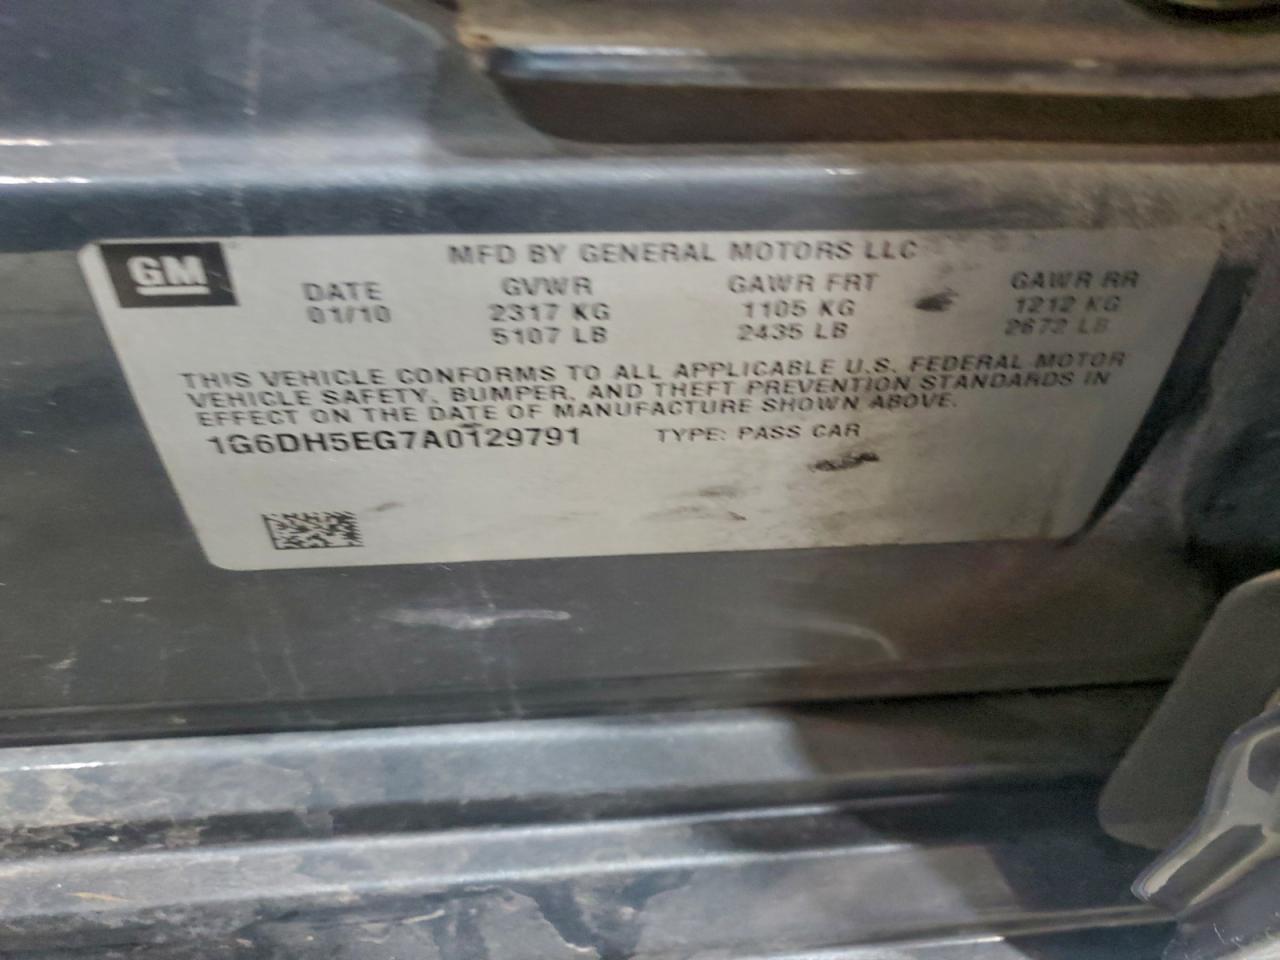 GM
MFD BY GENERAL MOTORS LLC
DATE GVWR GAWR FRT GAWR RR
01/10 2317 KG 1105 KG 1212 KG
5107 LB 2435 LB 2672 LB
THIS VEHICLE CONFORMS TO ALL APPLICABLE U.S. FEDERAL MOTOR
VEHICLE SAFETY, BUMPER, AND THEFT PREVENTION STANDARDS IN
EFFECT ON THE DATE OF MANUFACTURE SHOWN ABOVE.
1G6DH5EG7A0129791 TYPE: PASS CAR